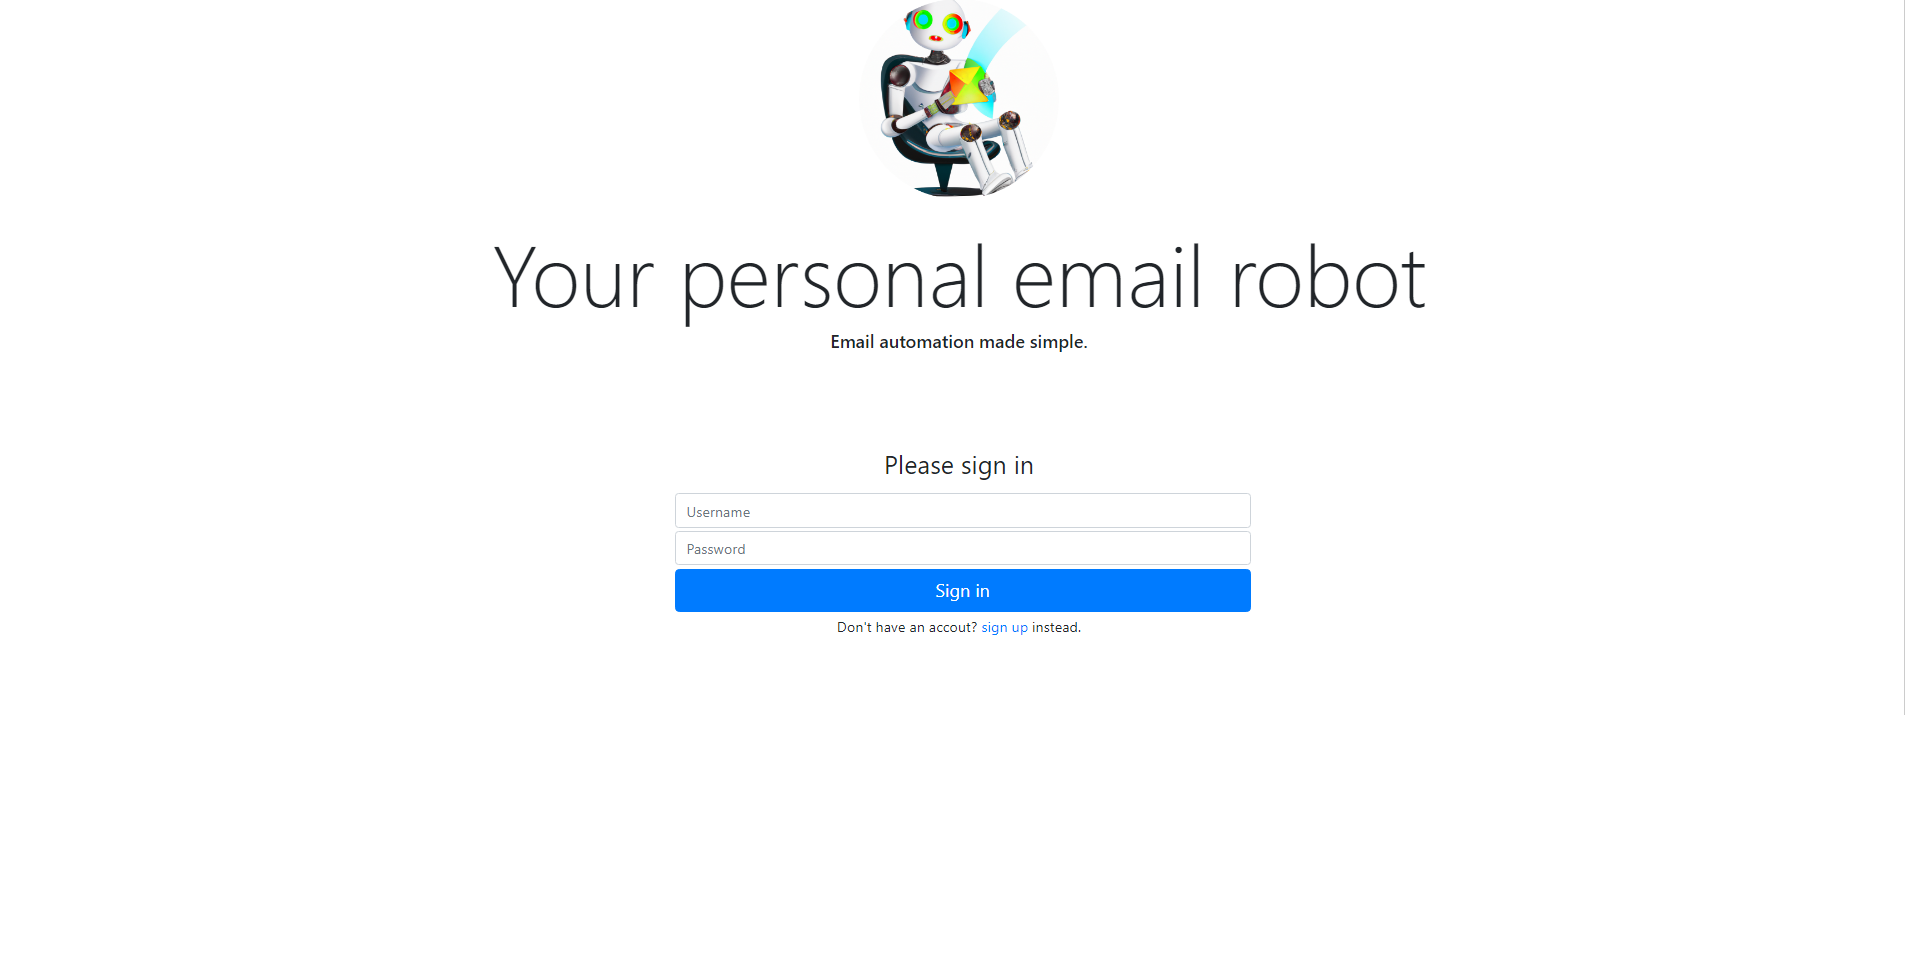 Your personal email robot
Email automation made simple.
Please sign in
Username
Password
Sign in
Don't have an accout? sign up instead.